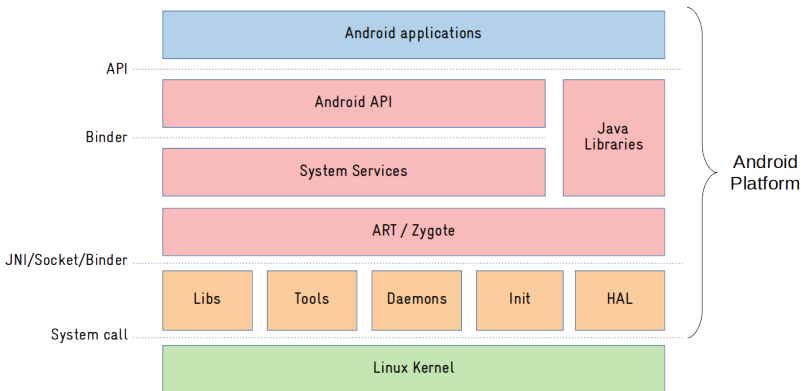 Android applications
API
Android API
Java
Libraries
Binder
System Services
Android
Platform
ART / Zygote
JNI/Socket/Binder
Libs
Tools
Daemons
Init
HAL
System call
Linux Kernel